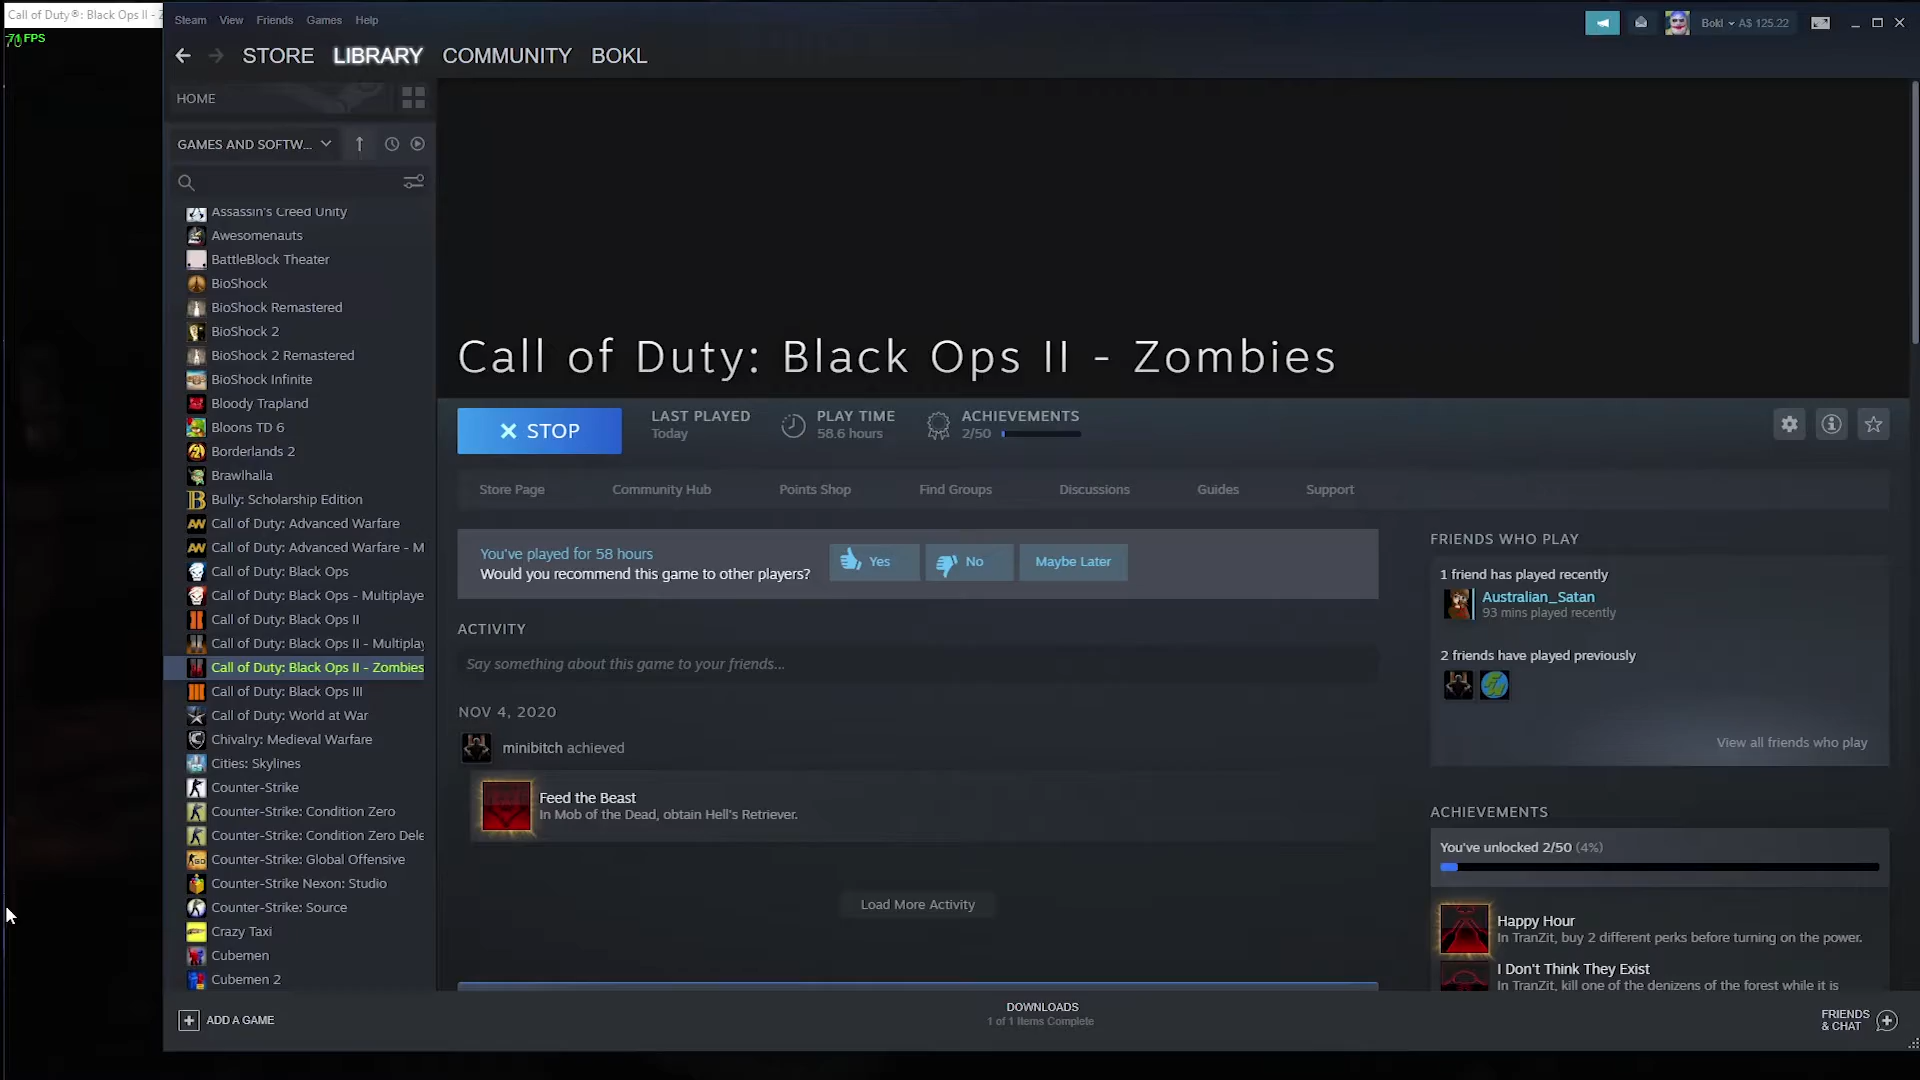 Call of Duty®: Black Ops II -
71 FPS
Steam View Friends Games Help
Bokl A$ 125.22
STORE LIBRARY COMMUNITY BOKL
HOME
GAMES AND SOFTW...
Assassin's Creed Unity
Awesomenauts
BattleBlock Theater
BioShock
BioShock Remastered
BioShock 2
BioShock 2 Remastered
BioShock Infinite
Bloody Trapland
Bloons TD 6
Borderlands 2
Brawlhalla
Bully: Scholarship Edition
Call of Duty: Advanced Warfare
Call of Duty: Advanced Warfare - M
Call of Duty: Black Ops
Call of Duty: Black Ops - Multiplaye
Call of Duty: Black Ops II
Call of Duty: Black Ops II - Multiplay
Call of Duty: Black Ops II - Zombies
Call of Duty: Black Ops III
Call of Duty: World at War
Chivalry: Medieval Warfare
Cities: Skylines
Counter-Strike
Counter-Strike: Condition Zero
Counter-Strike: Condition Zero Dele
Counter-Strike: Global Offensive
Counter-Strike Nexon: Studio
Counter-Strike: Source
Crazy Taxi
Cubemen
Cubemen 2
ADD A GAME
Call of Duty: Black Ops II - Zombies
STOP
LAST PLAYED
Today
PLAY TIME
58.6 hours
ACHIEVEMENTS
2/50
Store Page Community Hub Points Shop Find Groups Discussions Guides Support
You've played for 58 hours
Would you recommend this game to other players?
Yes No Maybe Later
ACTIVITY
Say something about this game to your friends...
NOV 4, 2020
minibitch achieved
Feed the Beast
In Mob of the Dead, obtain Hell's Retriever.
Load More Activity
FRIENDS WHO PLAY
1 friend has played recently
Australian_Satan
93 mins played recently
2 friends have played previously
View all friends who play
ACHIEVEMENTS
You've unlocked 2/50 (4%)
Happy Hour
In TranZit, buy 2 different perks before turning on the power.
I Don't Think They Exist
In TranZit, kill one of the denizens of the forest while it is
DOWNLOADS
1 of 1 Items Complete
FRIENDS
& CHAT